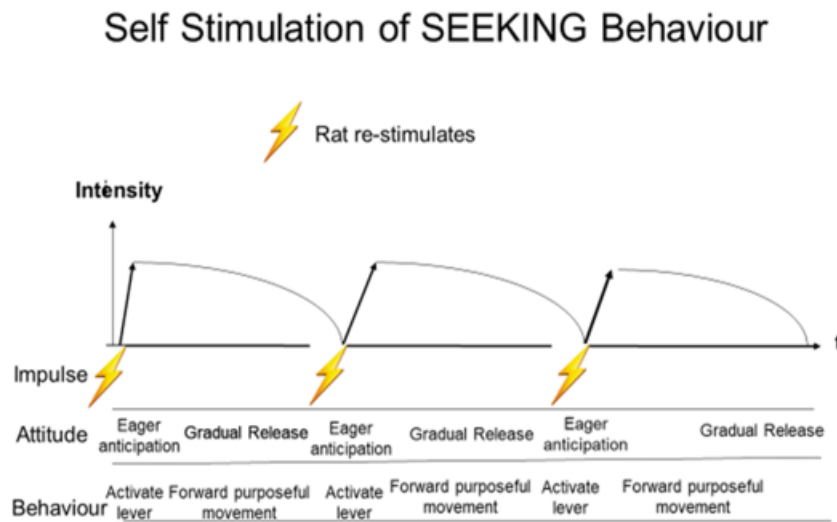 Self Stimulation of SEEKING Behaviour
Rat re-stimulates
Intensity
t
Impulse
Attitude
Eager anticipation
Gradual Release
Eager anticipation
Gradual Release
Eager anticipation
Gradual Release
Behaviour
Activate lever
Forward purposeful movement
Activate lever
Forward purposeful movement
Activate lever
Forward purposeful movement